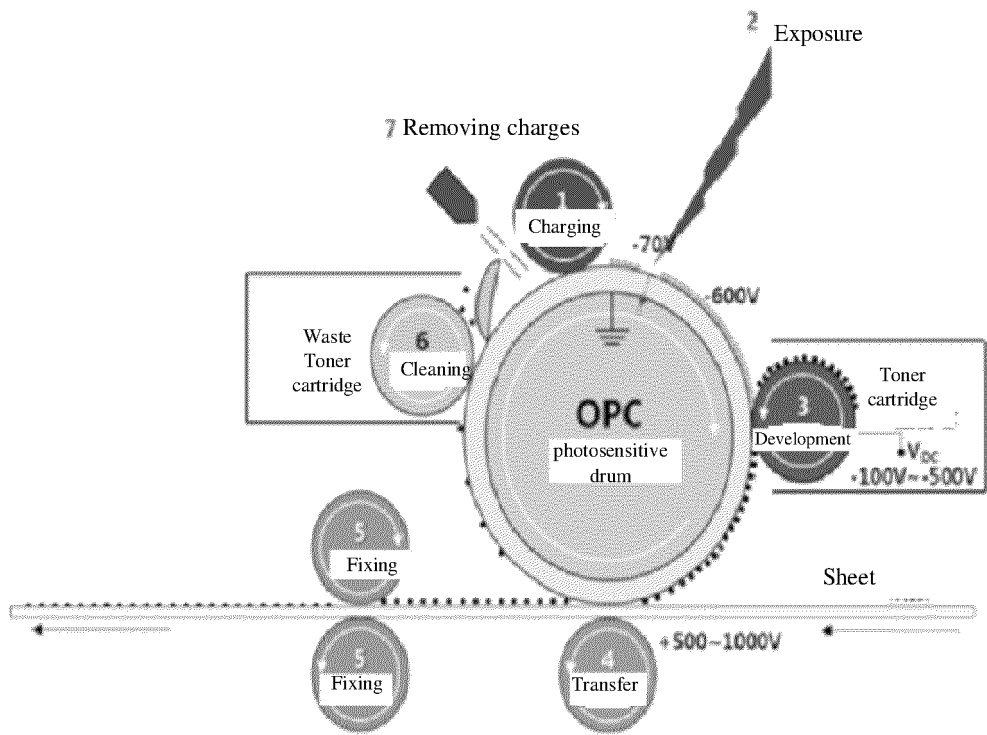 2 Exposure
7 Removing charges
1
Charging
-70V
-600V
Waste
Toner
cartridge
6
Cleaning
OPC
photosensitive
drum
Toner
cartridge
3
Development
VDC
-100V~-500V
5
Fixing
Sheet
+500~1000V
5
Fixing
4
Transfer